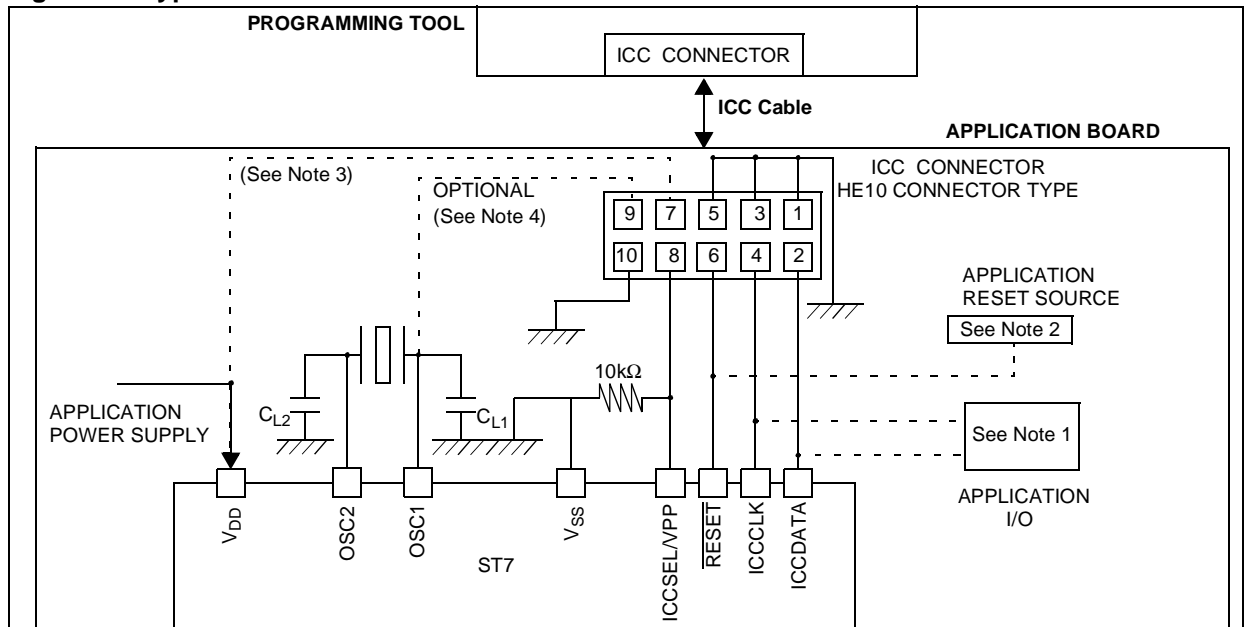 PROGRAMMING TOOL
ICC CONNECTOR
ICC Cable
APPLICATION BOARD
(See Note 3)
OPTIONAL
(See Note 4)
ICC CONNECTOR
HE10 CONNECTOR TYPE
9 7 5 3 1
10 8 6 4 2
APPLICATION
RESET SOURCE
See Note 2
10kΩ
APPLICATION
POWER SUPPLY
CL2
CL1
See Note 1
APPLICATION
I/O
VDD
OSC2
OSC1
VSS
ICCSEL/VPP
RESET
ICCCLK
ICCDATA
ST7